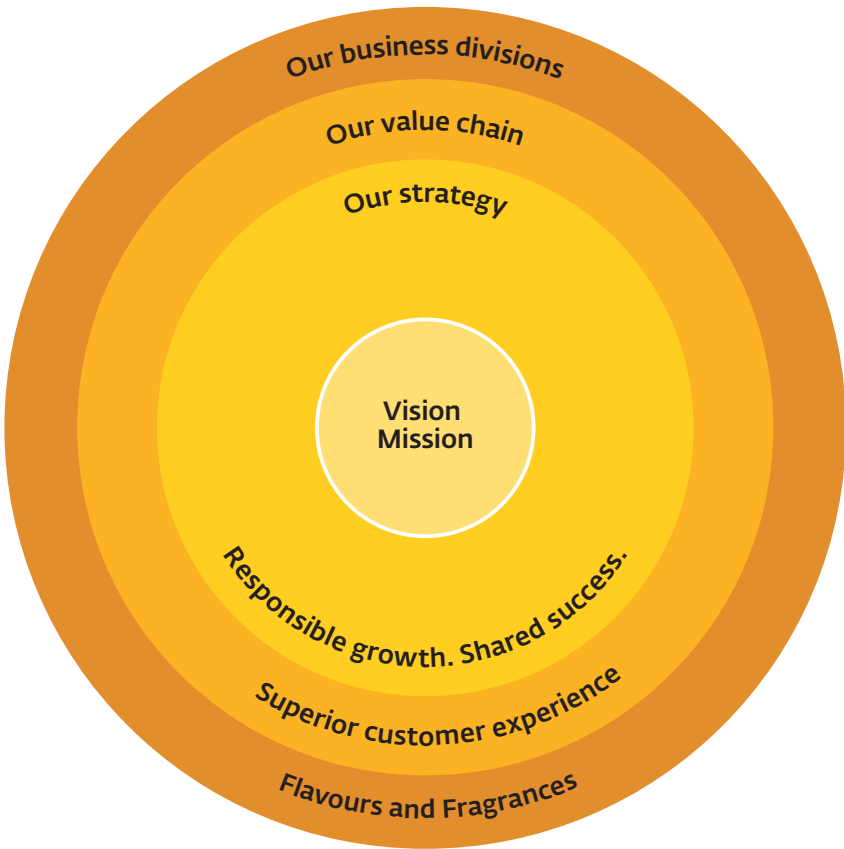 Our business divisions
Our value chain
Our strategy
Vision
Mission
Responsible growth. Shared success.
Superior customer experience
Flavours and Fragrances